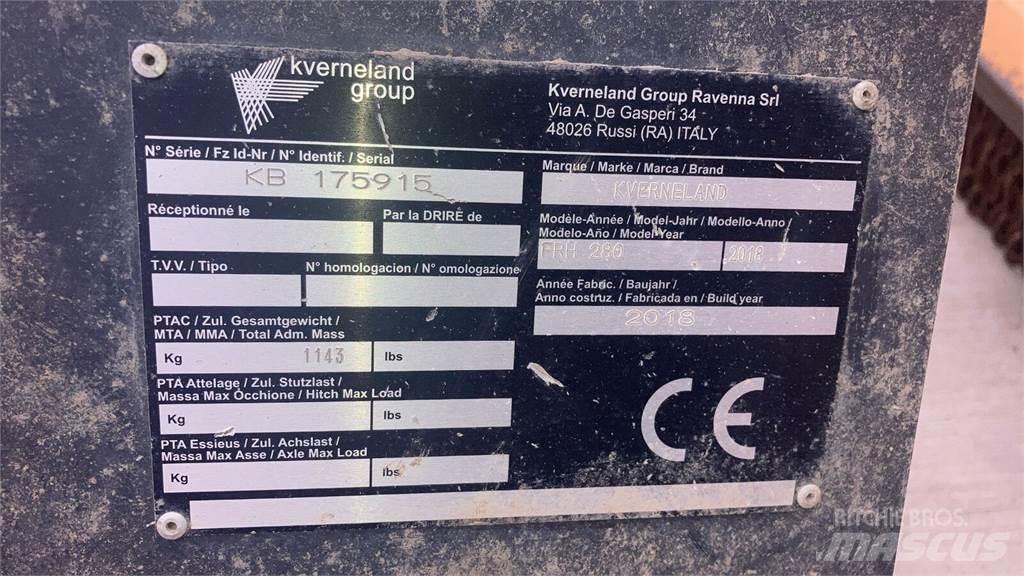 kverneland
group
Kverneland Group Ravenna Srl
Via A. De Gasperi 34
48026 Russi (RA) ITALY
N° Série / Fz Id-Nr / N° Identif. / Serial
KB 175915
Marque / Marke / Marca / Brand
KVERNELAND
Réceptionné le
Par la DRIRE de
Modèle-Année / Model-Jahr / Modello-Anno /
Modelo-Año / Model-Year
FRH 280
2018
T.V.V. / Tipo
N° homologacion / N° omologazione
Année Fabric. / Baujahr /
Anno costruz. / Fabricada en / Build year
2018
PTAC / Zul. Gesamtgewicht /
MTA / MMA / Total Adm. Mass
Kg 1143 lbs
PTA Attelage / Zul. Stutzlast /
Massa Max Occhione / Hitch Max Load
Kg lbs
PTA Essieus / Zul. Achslast /
Massa Max Asse / Axle Max Load
Kg lbs
CE
RITCHIE BROS.
MASCUS